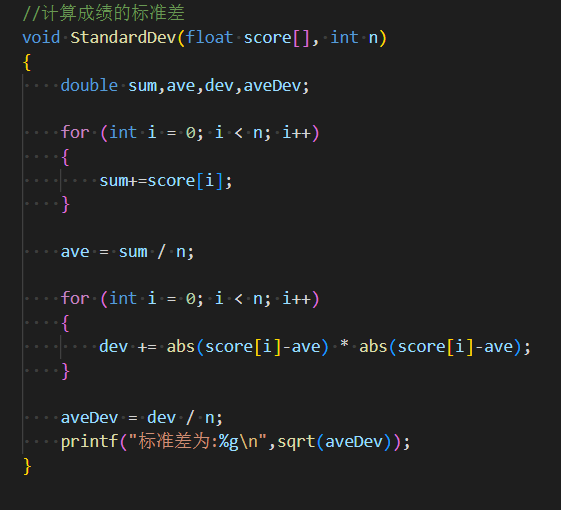 //计算成绩的标准差
void StandardDev(float score[], int n)
{
    double sum,ave,dev,aveDev;
    for (int i = 0; i < n; i++)
    {
        sum+=score[i];
    }
    ave = sum / n;
    for (int i = 0; i < n; i++)
    {
        dev += abs(score[i]-ave) * abs(score[i]-ave);
    }
    aveDev = dev / n;
    printf("标准差为:%g\n",sqrt(aveDev));
}